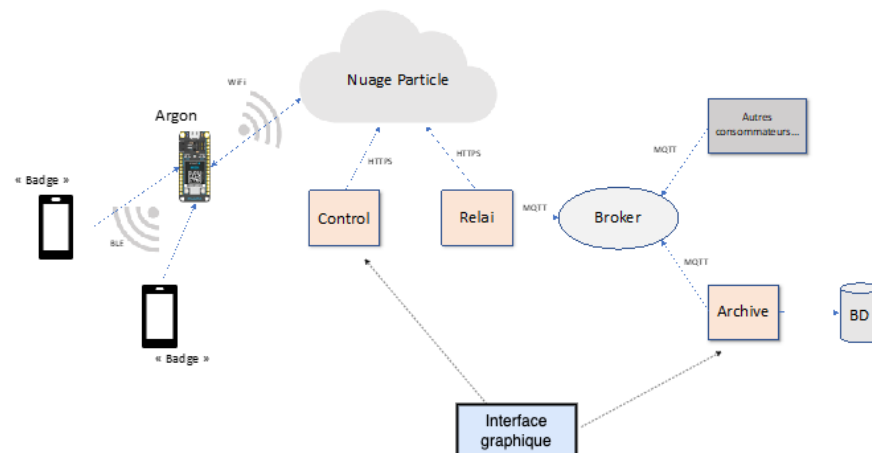 Nuage Particle
WiFi
Argon
Autres
consommateurs...
MQTT
HTTPS
HTTPS
« Badge »
Control
Relai
MQTT
Broker
BLE
MQTT
Archive
BD
« Badge »
Interface
graphique